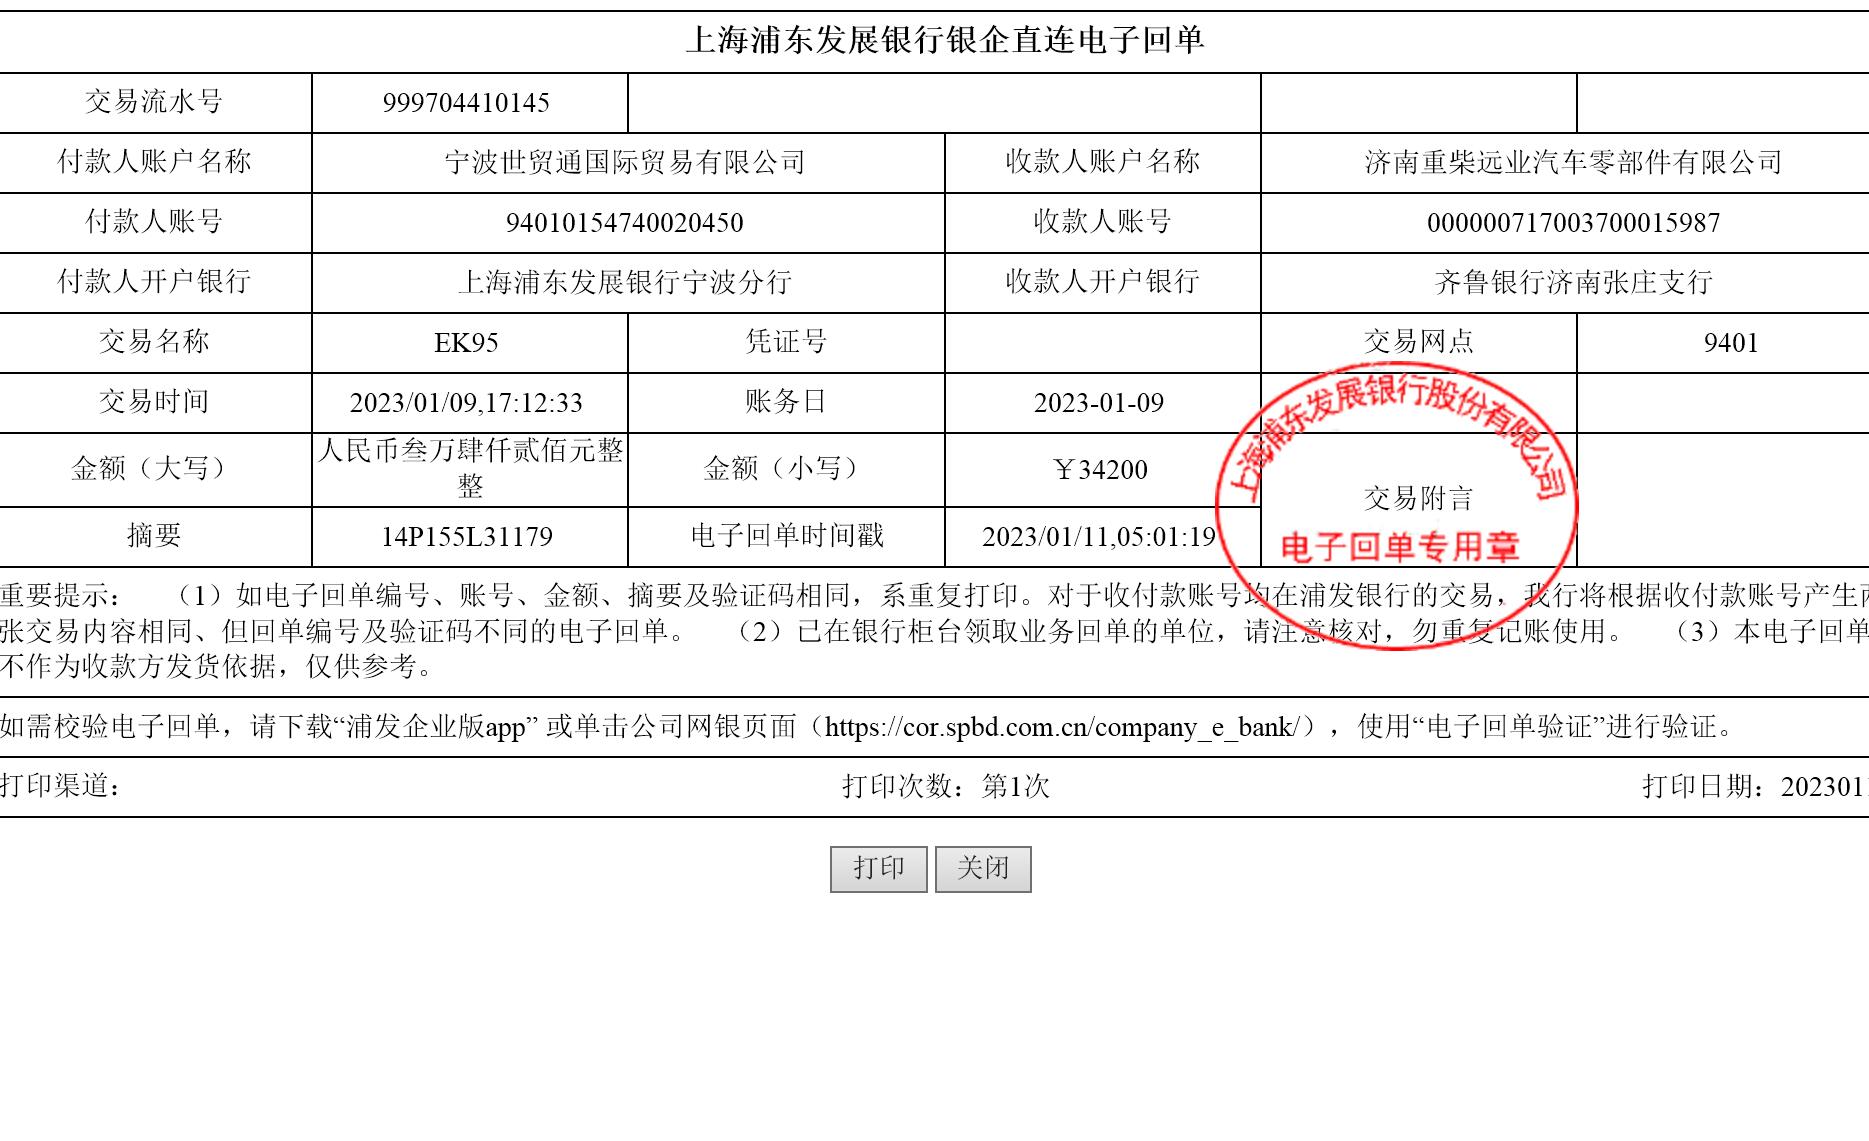 上海浦东发展银行银企直连电子回单
交易流水号 999704410145
付款人账户名称 宁波世贸通国际贸易有限公司 收款人账户名称 济南重柴远业汽车零部件有限公司
付款人账号 94010154740020450 收款人账号 000000717003700015987
付款人开户银行 上海浦东发展银行宁波分行 收款人开户银行 齐鲁银行济南张庄支行
交易名称 EK95 凭证号 交易网点 9401
交易时间 2023/01/09,17:12:33 账务日 2023-01-09
金额（大写） 人民币叁万肆仟贰佰元整
整
金额（小写） ￥34200
交易附言
摘要 14P155L31179 电子回单时间戳 2023/01/11,05:01:19
上海浦东发展银行股份有限公司
电子回单专用章
重要提示： （1）如电子回单编号、账号、金额、摘要及验证码相同，系重复打印。对于收付款账号均在浦发银行的交易，我行将根据收付款账号产生两
张交易内容相同、但回单编号及验证码不同的电子回单。 （2）已在银行柜台领取业务回单的单位，请注意核对，勿重复记账使用。 （3）本电子回单
不作为收款方发货依据，仅供参考。
如需校验电子回单，请下载“浦发企业版app” 或单击公司网银页面（https://cor.spbd.com.cn/company_e_bank/），使用“电子回单验证”进行验证。
打印渠道： 打印次数：第1次 打印日期：202301
打印 关闭